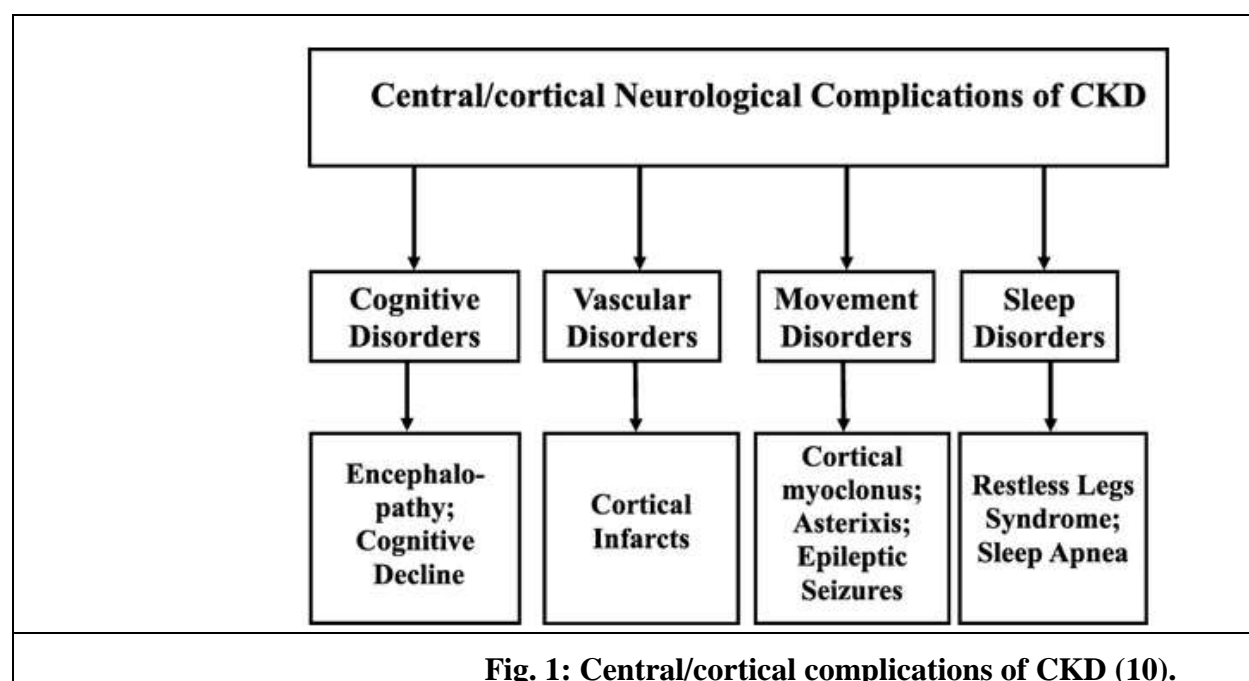 Central/cortical Neurological Complications of CKD
Cognitive
Disorders
Vascular
Disorders
Movement
Disorders
Sleep
Disorders
Encephalo-
pathy;
Cognitive
Decline
Cortical
Infarcts
Cortical
myoclonus;
Asterixis;
Epileptic
Seizures
Restless Legs
Syndrome;
Sleep Apnea
Fig. 1: Central/cortical complications of CKD (10).